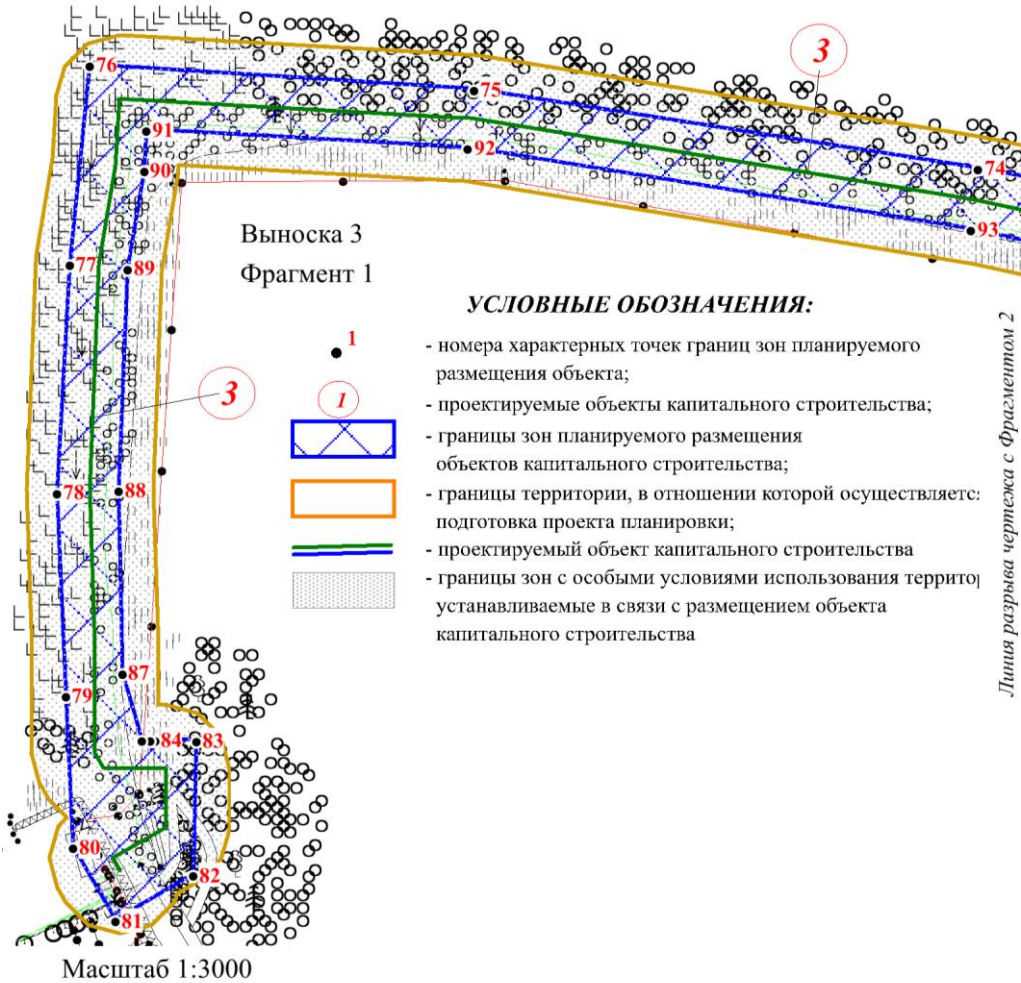 3
76
75
91
92
74
90
93
77
89
Выноска 3
Фрагмент 1
УСЛОВНЫЕ ОБОЗНАЧЕНИЯ:
1
- номера характерных точек границ зон планируемого
размещения объекта;
3
1
- проектируемые объекты капитального строительства;
- границы зон планируемого размещения
объектов капитального строительства;
- границы территории, в отношении которой осуществляетс
подготовка проекта планировки;
- проектируемый объект капитального строительства
- границы зон с особыми условиями использования территор
устанавливаемые в связи с размещением объекта
капитального строительства
Линия разрыва чертежа с Фрагментом 2
78
88
87
79
84
83
80
82
81
Масштаб 1:3000